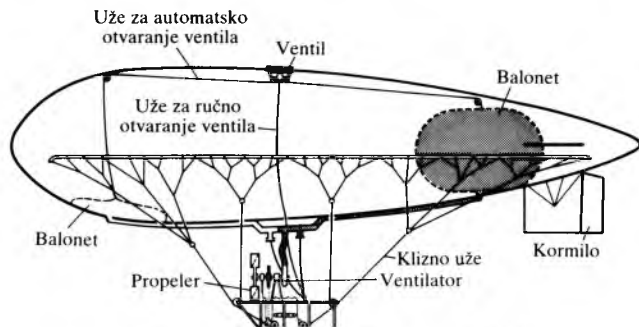 Uže za automatsko
otvaranje ventila
Ventil
Balonet
Uže za ručno
otvaranje ventila
Balonet
Kormilo
Klizno uže
Propeler
Ventilator